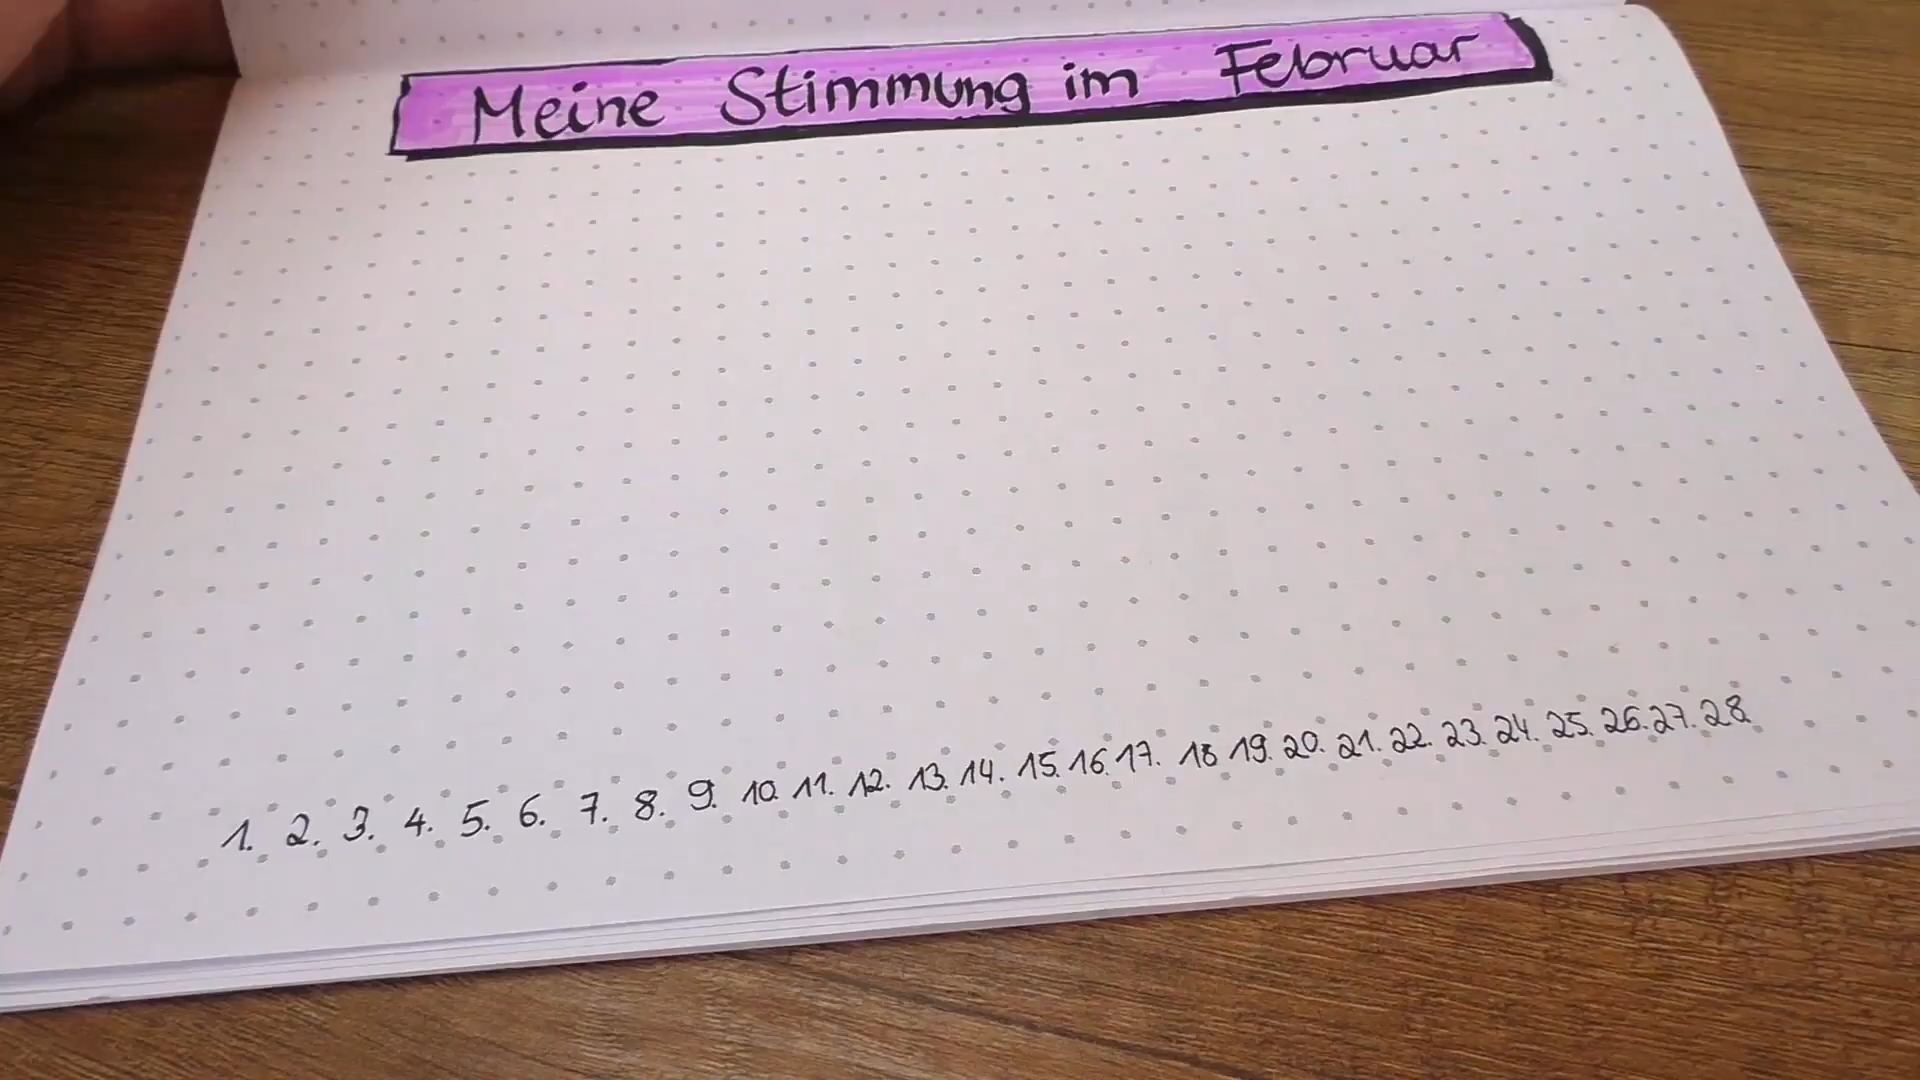 Meine Stimmung im Februar
1. 2. 3. 4. 5. 6. 7. 8. 9. 10. 11. 12. 13. 14. 15. 16. 17. 18 19. 20. 21. 22. 23. 24. 25. 26. 27. 28.